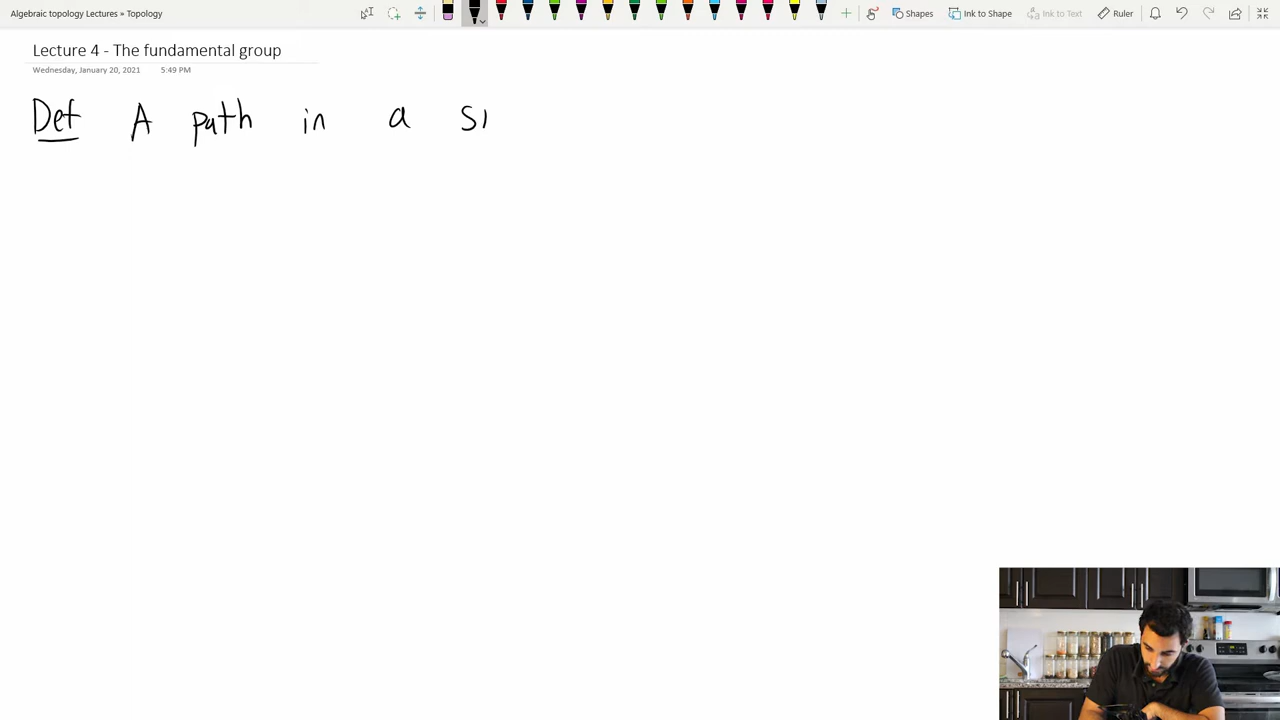 ebraic topology Lectures – Topology
Shapes Ink to Shape Ink to Text Ruler
Lecture 4 - The fundamental group
Wednesday, January 20, 2021 5:49 PM
Def A path in a